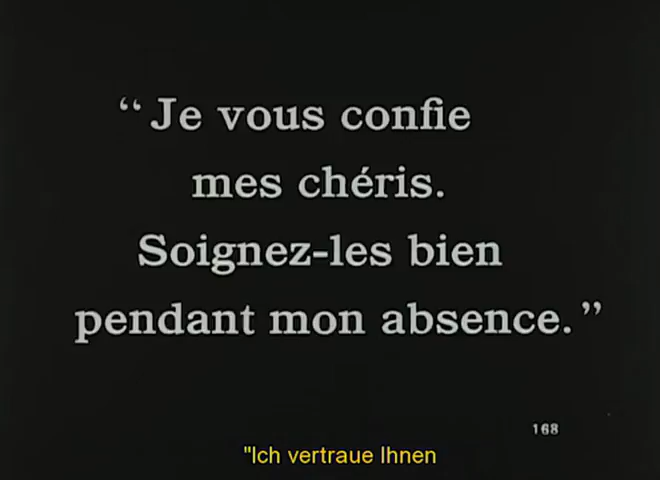 “Je vous confie
mes chéris.
Soignez-les bien
pendant mon absence.”
168
"Ich vertraue Ihnen